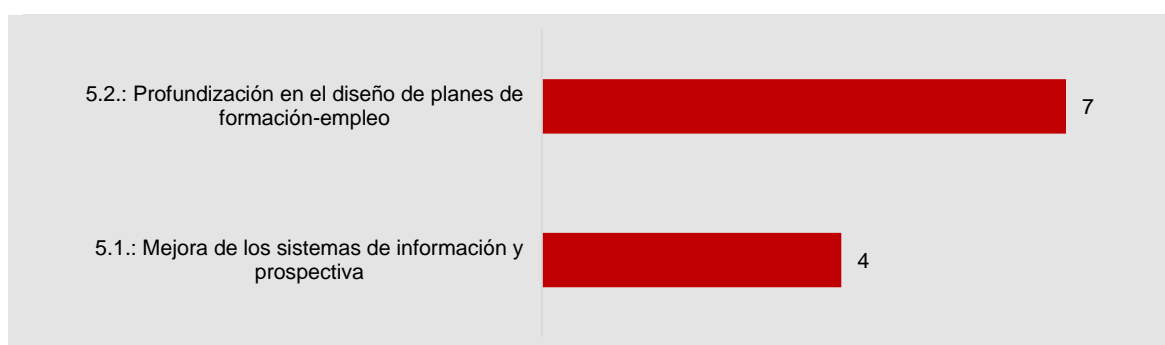 5.2.: Profundización en el diseño de planes de
formación-empleo
7
5.1.: Mejora de los sistemas de información y
prospectiva
4